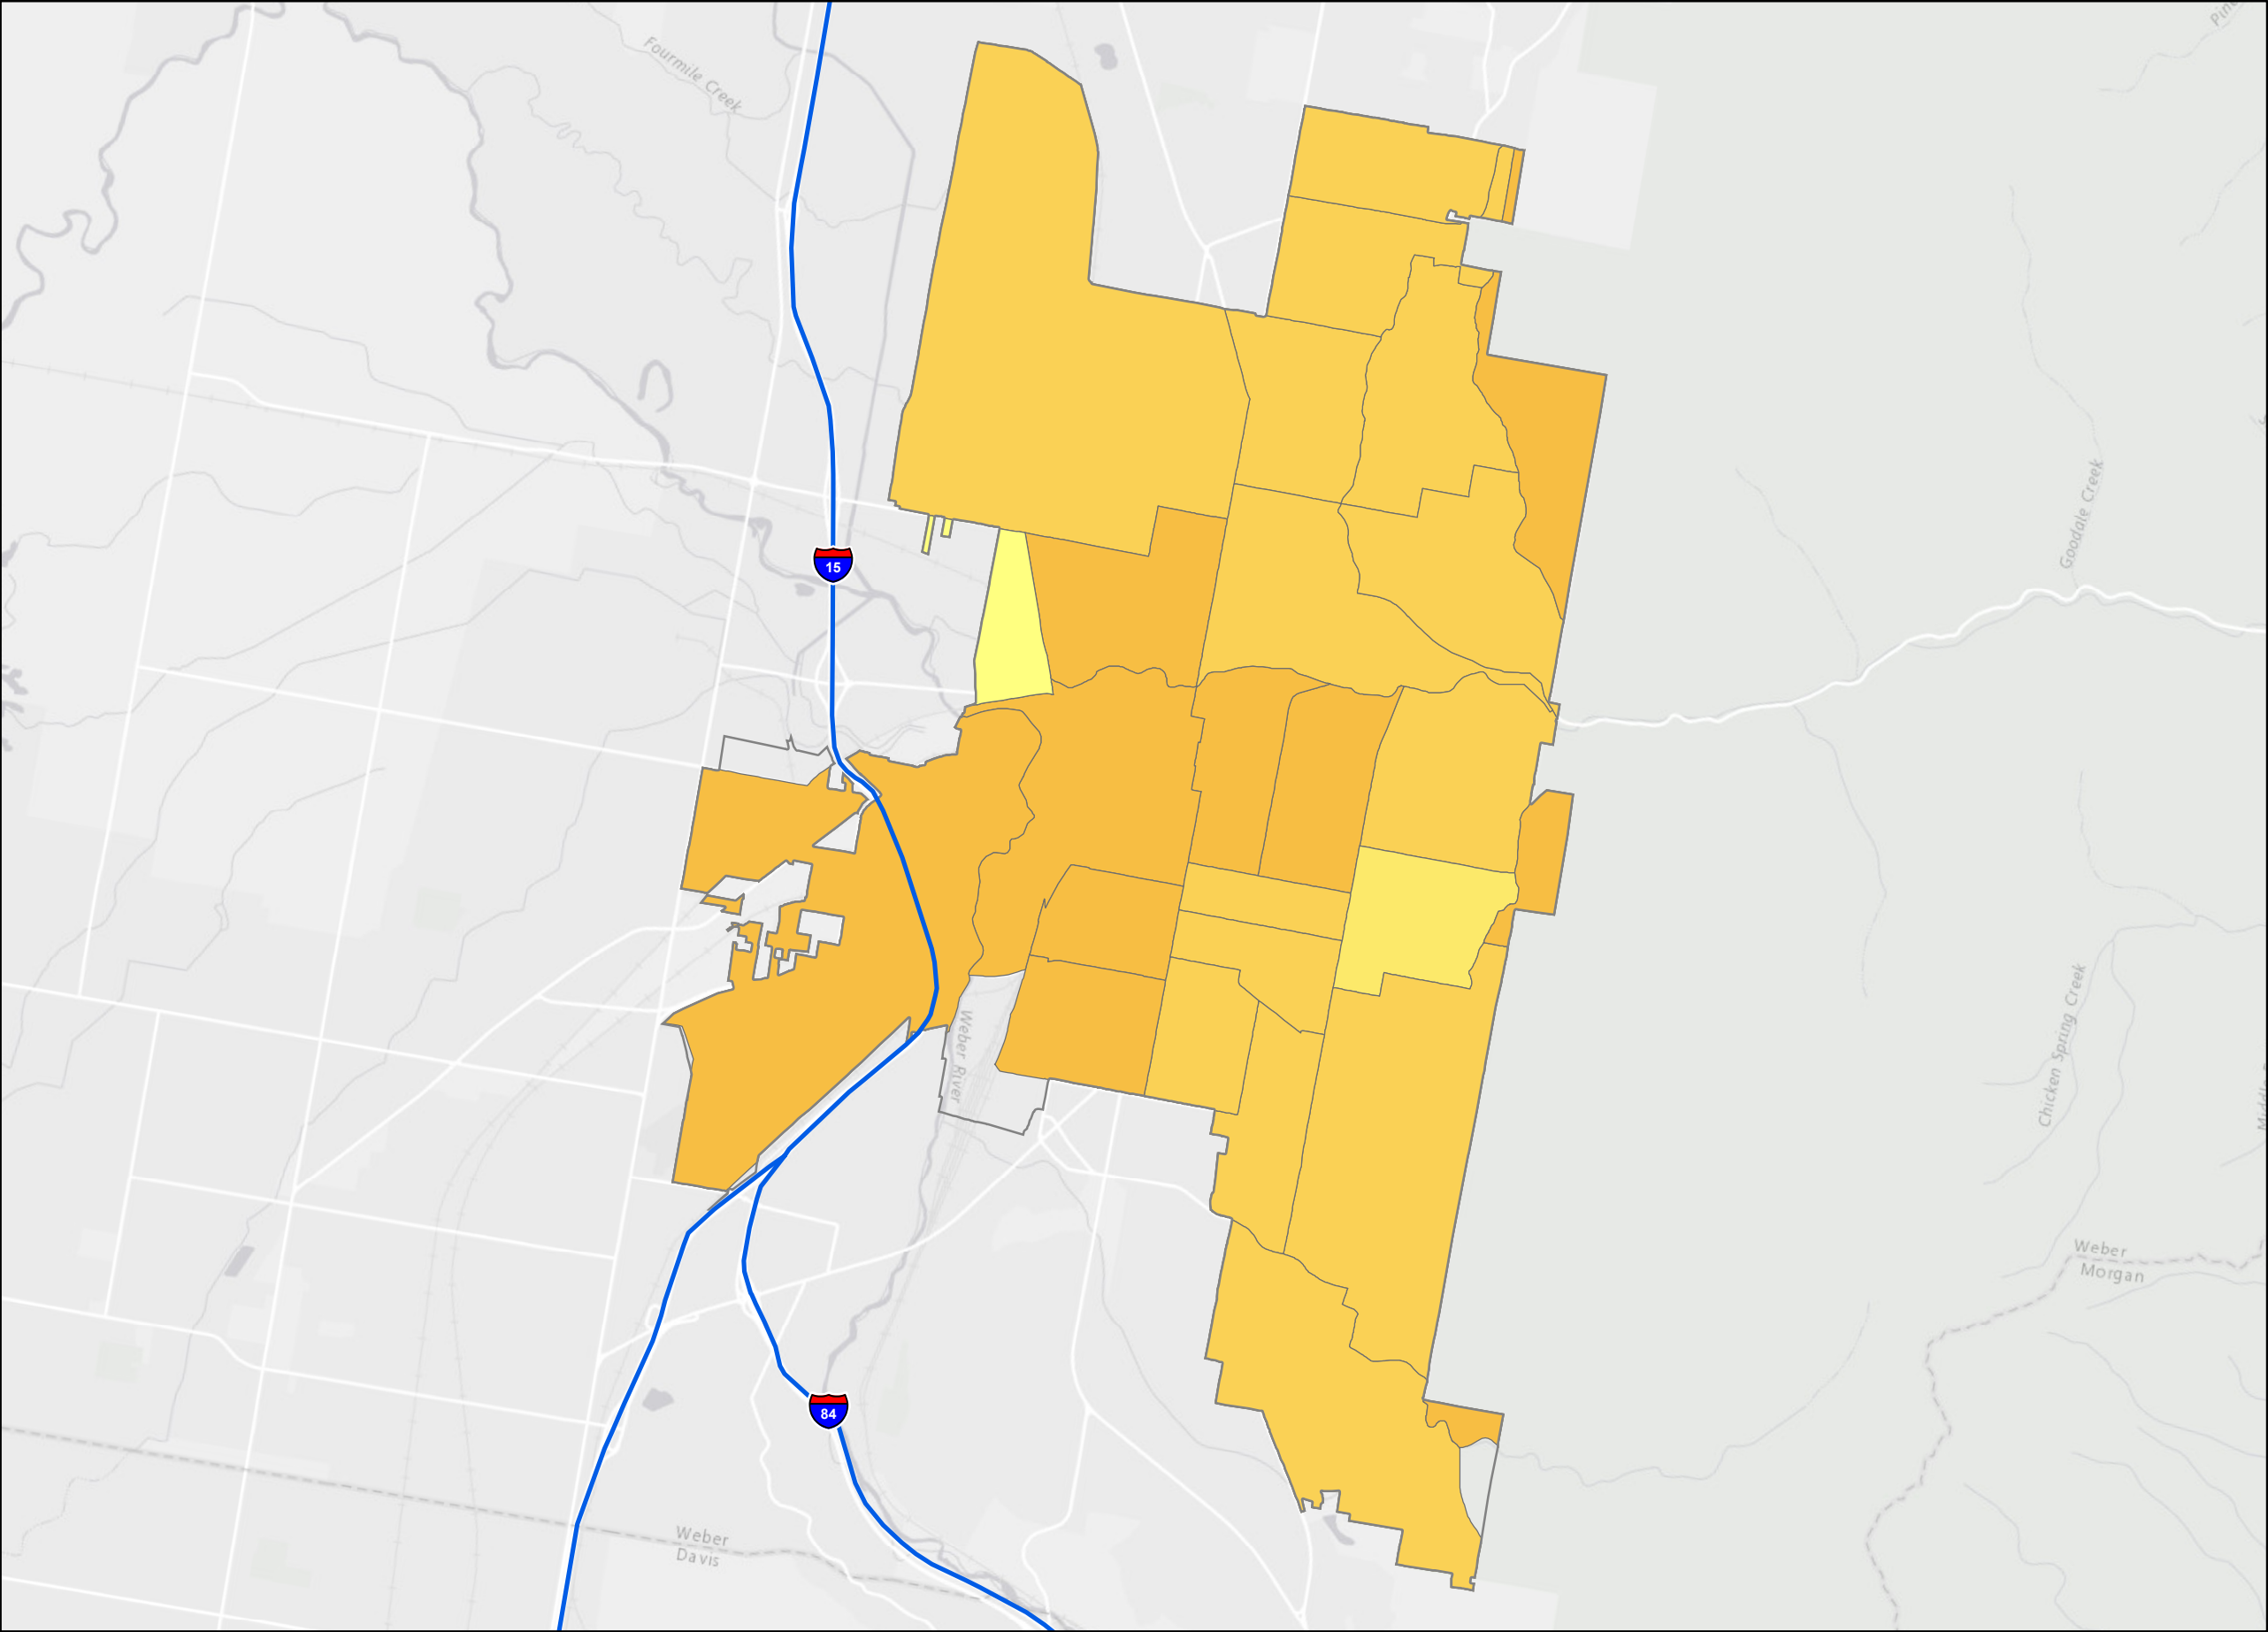 Fourmile Creek
15
Goodale Creek
Weber River
Chicken Spring Creek
Weber
Morgan
84
Weber
Davis